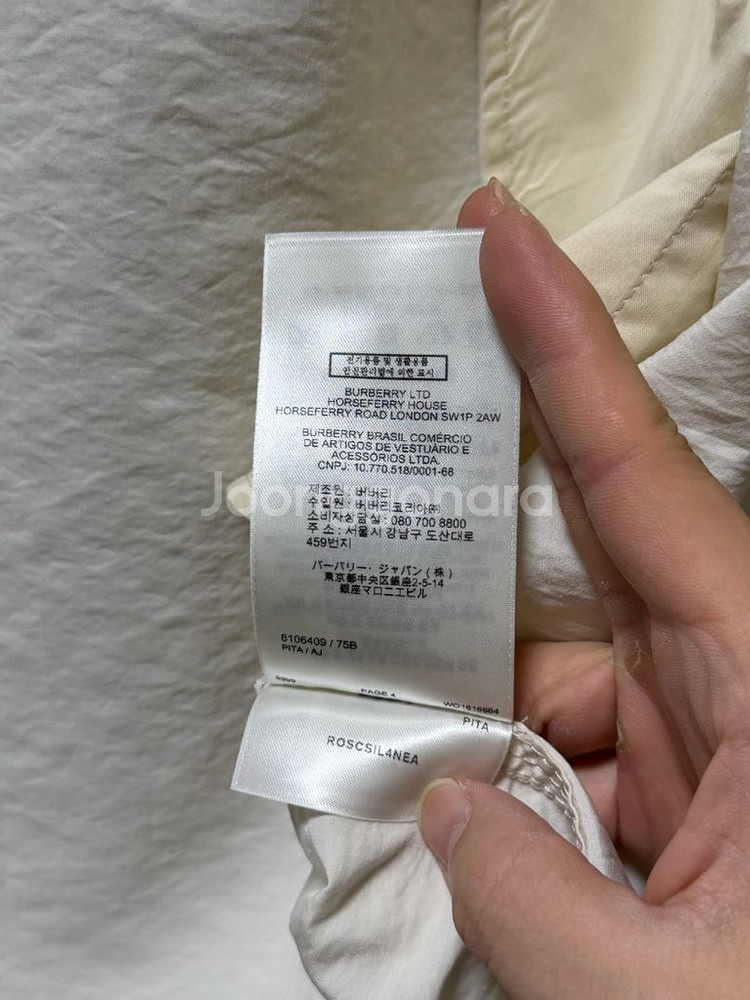 전기용품 및 생활용품
안전관리법에 의한 표시
BURBERRY LTD
HORSEFERRY HOUSE
HORSEFERRY ROAD LONDON SW1P 2AW
BURBERRY BRASIL COMÉRCIO
DE ARTIGOS DE VESTUÁRIO E
ACESSÓRIOS LTDA.
CNPJ: 10.770.518/0001-68
제조원 : 버버리
수입원 : 버버리코리아㈜
소비자상담실: 080 700 8800
주 소 : 서울시 강남구 도산대로
459번지
バーバリー・ジャパン(株)
東京都中央区銀座2-5-14
銀座マロニエビル
8106409 / 75B
PITA / AJ
9999 PAGE 4 WO1616664
PITA
ROSCSIL4NEA
Joonggonara